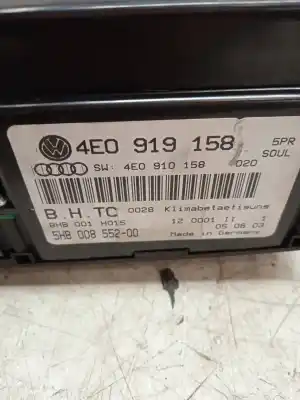 4E0 919 158 5PR
SW: 4E0 910 158 020 SOUL
B.H.TC 0028 Klimabetaetigung
BHB 001 H015 12 0001 II 1
05 06 03
5HB 008 552-00 Made in Germany